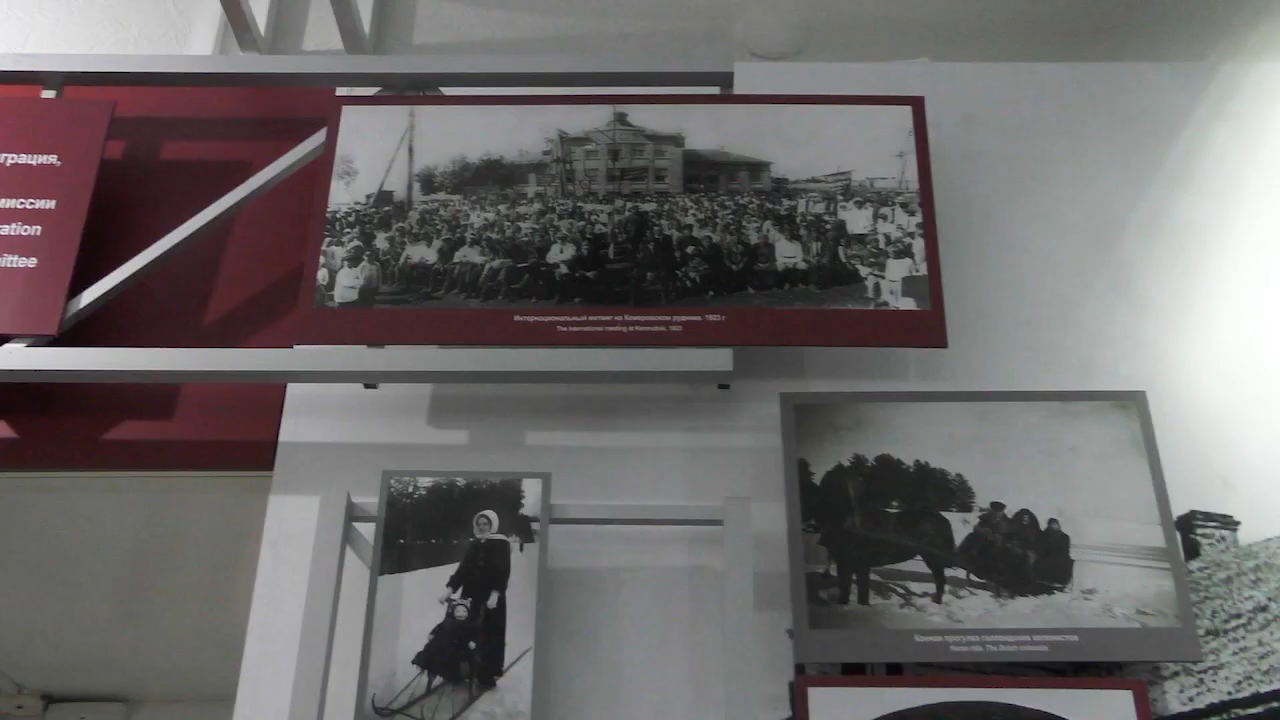 грация,
миссии
ation
ittee
Интернациональный митинг на Кемеровском руднике. 1923 г
The International meeting at Kemrudnik, 1923
Конная прогулка голландских колонистов
Horse ride. The Dutch colonists